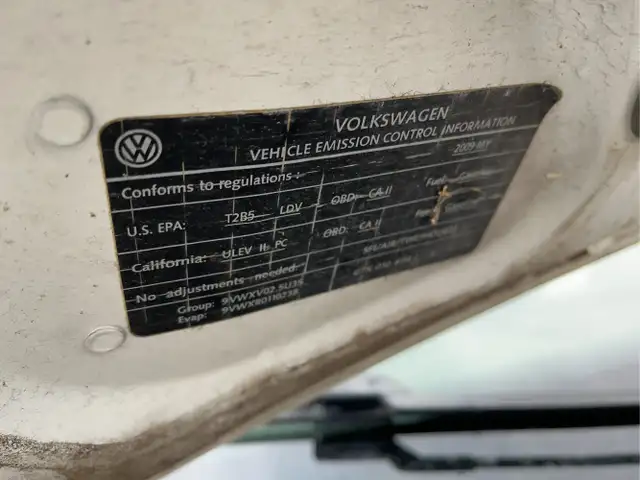 VOLKSWAGEN
VEHICLE EMISSION CONTROL INFORMATION
Conforms to regulations: 2009 MY
U.S. EPA: T2B5 LDV OBD: CA II Fuel:
California: ULEV II PC OBD: CA II
No adjustments needed.
Group: 9VWXV02.5U35
Evap: 9VWXR0110238